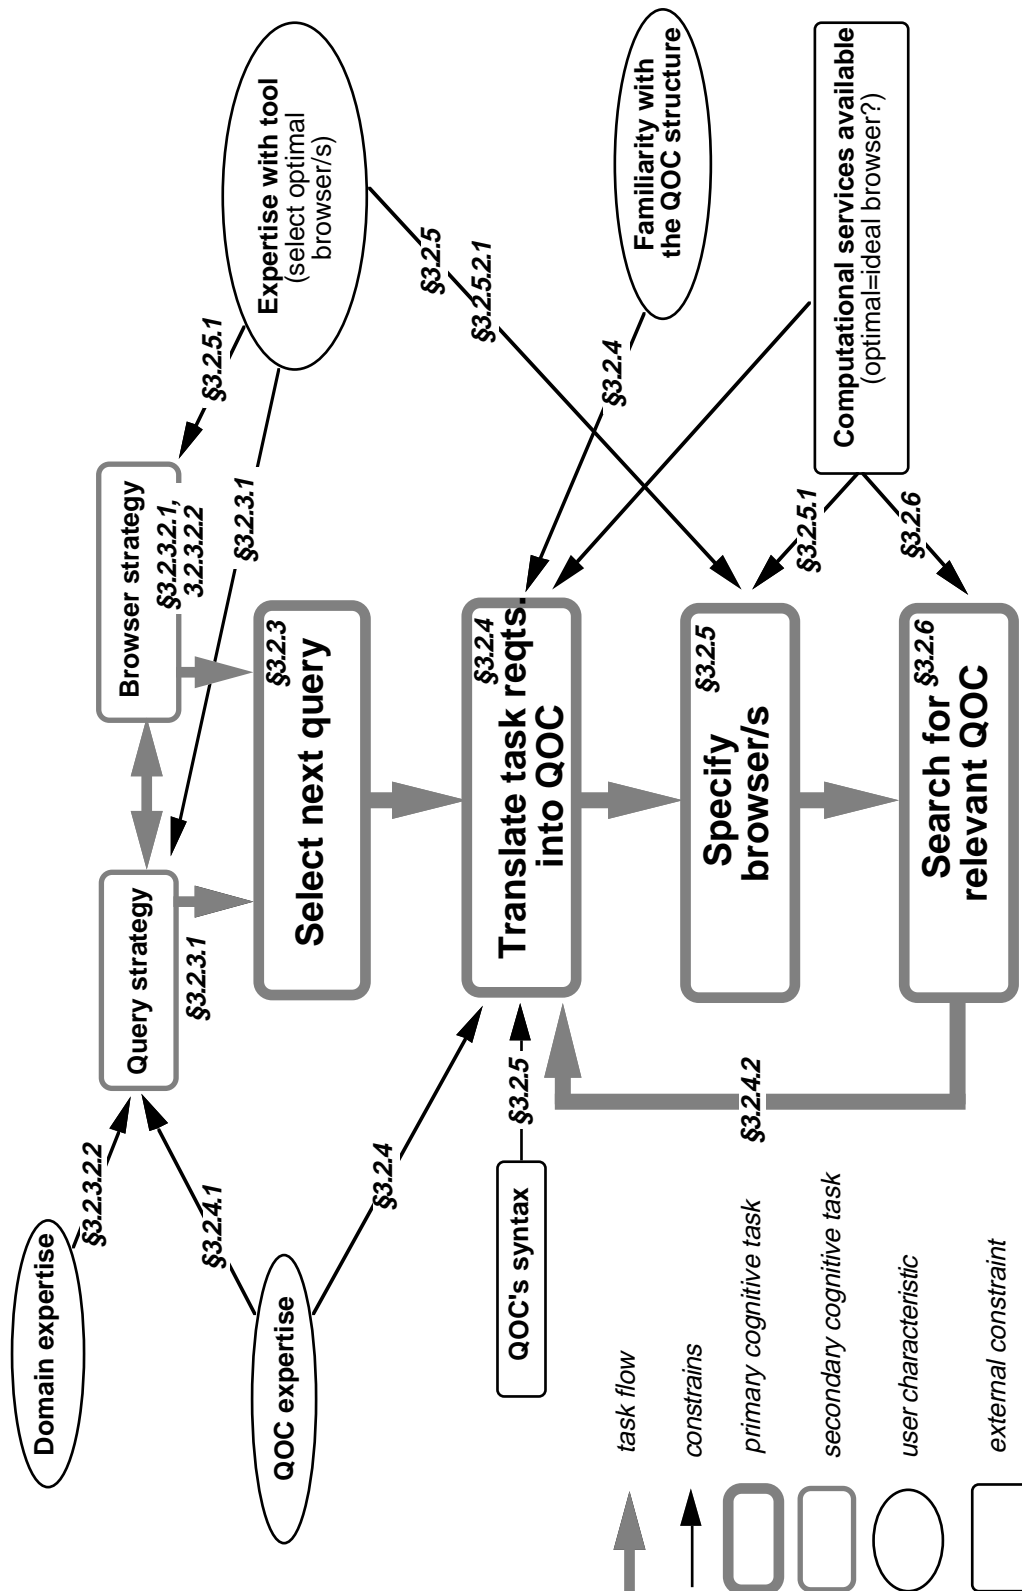 Domain expertise
§3.2.3.2.2
QOC expertise
§3.2.4.1
§3.2.4
Query strategy
§3.2.3.1
Browser strategy
§3.2.3.2.1,
3.2.3.2.2
§3.2.5.1
§3.2.3.1
Expertise with tool
(select optimal
browser/s)
§3.2.5
§3.2.5.2.1
§3.2.3
Select next query
§3.2.4
Translate task reqts.
into QOC
§3.2.4
Familiarity with
the QOC structure
QOC's syntax
§3.2.5
§3.2.5
Specify
browser/s
§3.2.5.1
§3.2.6
Computational services available
(optimal=ideal browser?)
§3.2.6
Search for
relevant QOC
§3.2.4.2
task flow
constrains
primary cognitive task
secondary cognitive task
user characteristic
external constraint